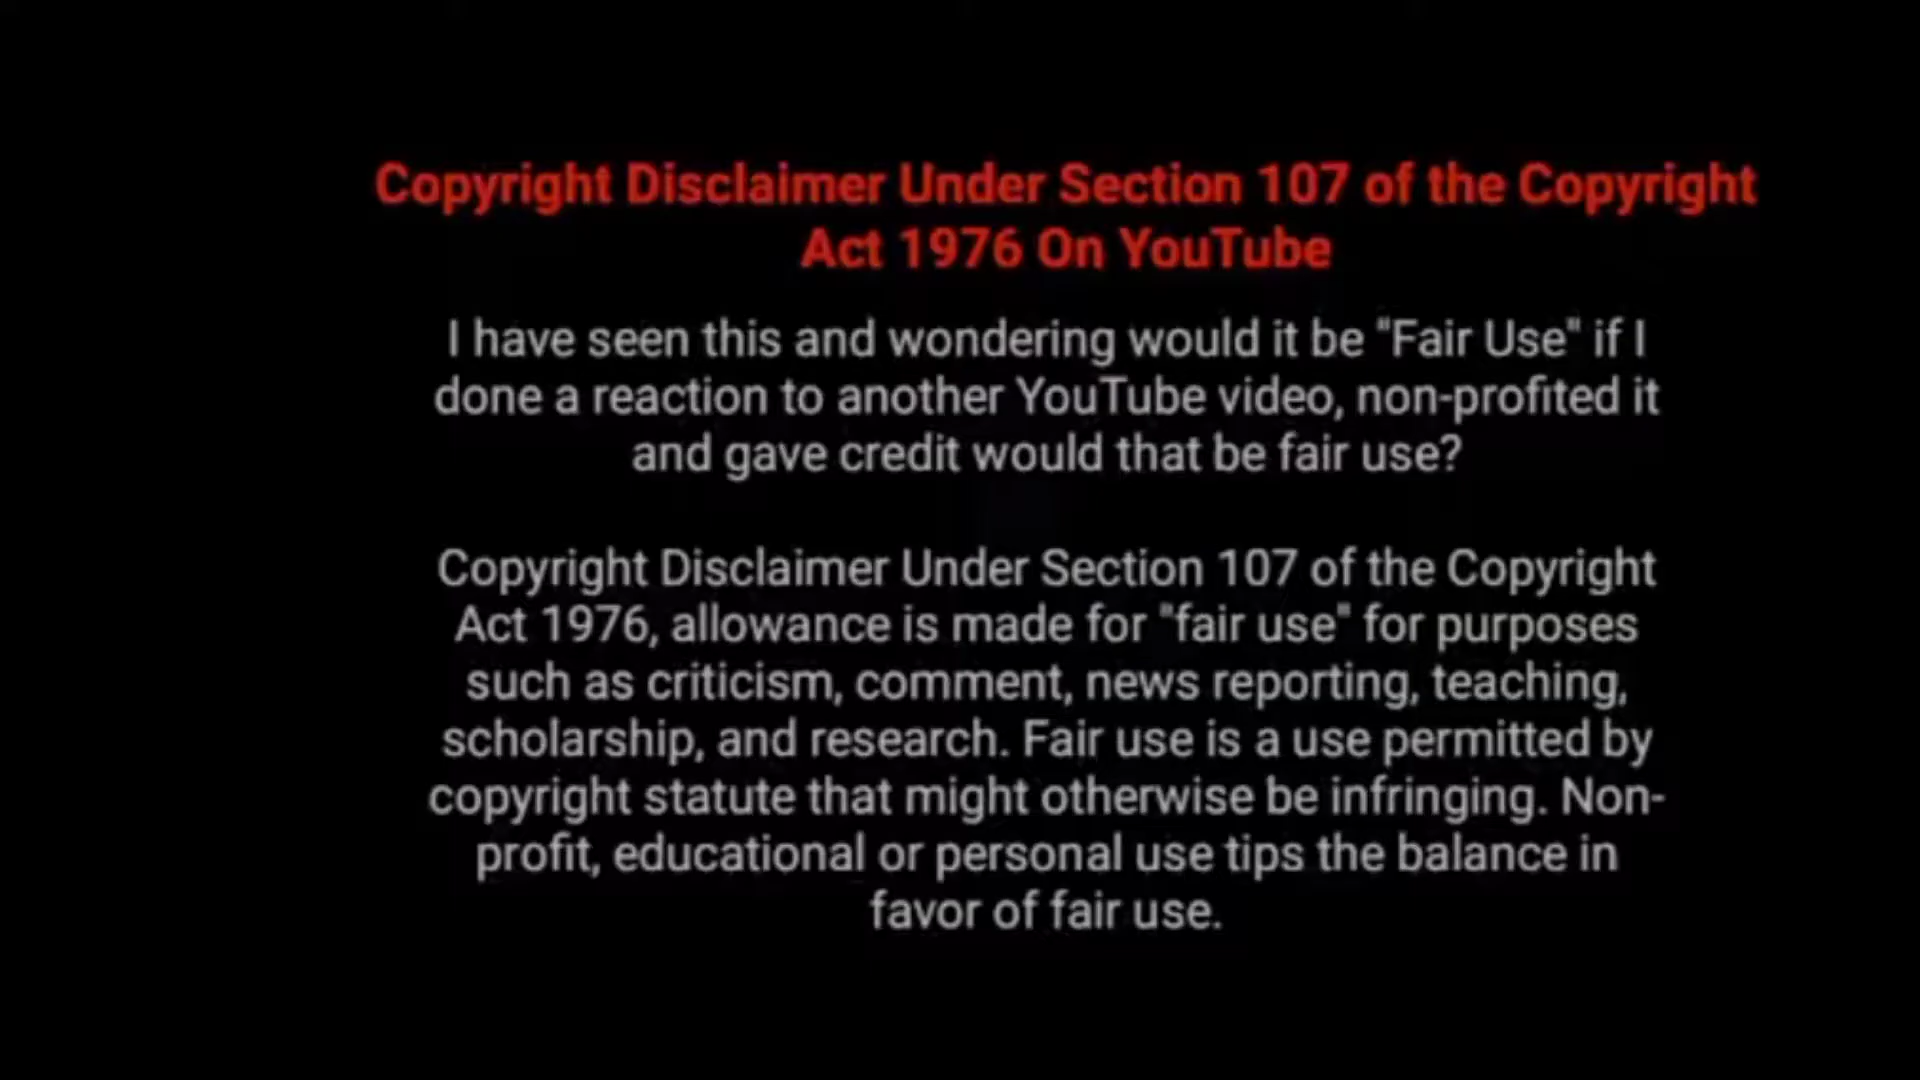 Copyright Disclaimer Under Section 107 of the Copyright
Act 1976 On YouTube
I have seen this and wondering would it be "Fair Use" if I
done a reaction to another YouTube video, non-profited it
and gave credit would that be fair use?
Copyright Disclaimer Under Section 107 of the Copyright
Act 1976, allowance is made for "fair use" for purposes
such as criticism, comment, news reporting, teaching,
scholarship, and research. Fair use is a use permitted by
copyright statute that might otherwise be infringing. Non-
profit, educational or personal use tips the balance in
favor of fair use.